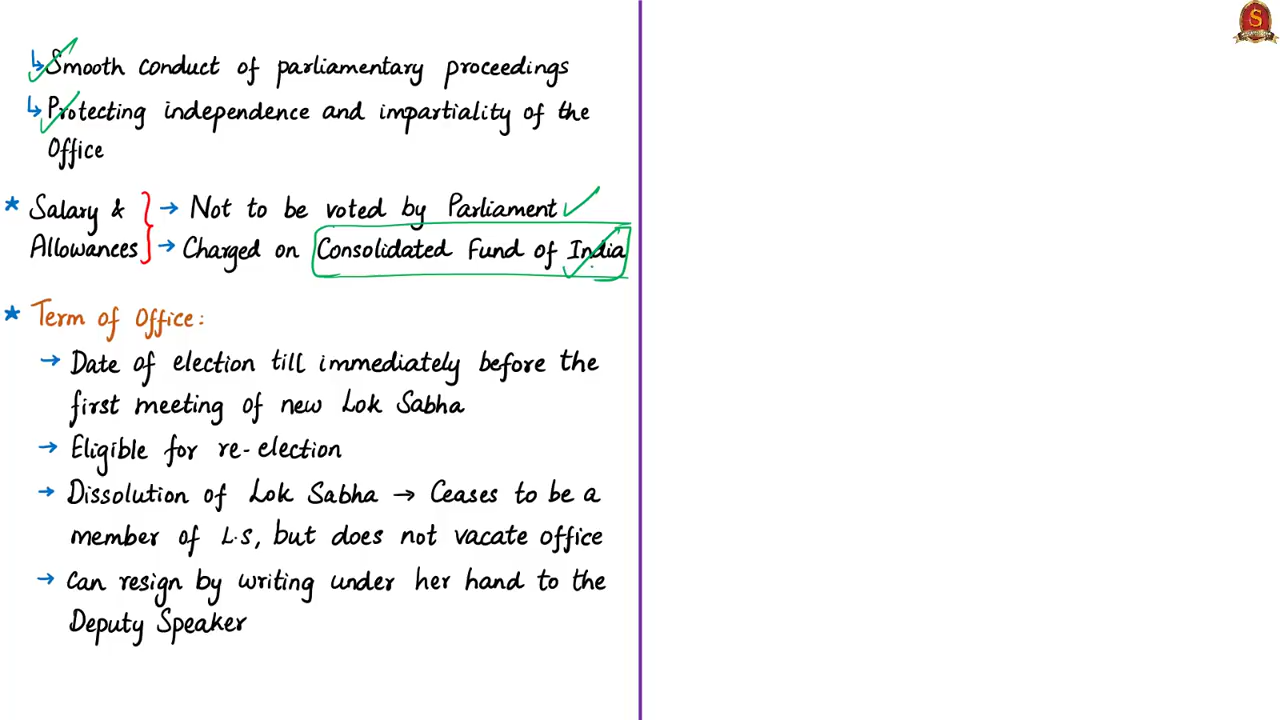 ↳ Smooth conduct of parliamentary proceedings
↳ Protecting independence and impartiality of the
Office
* Salary & } → Not to be voted by Parliament
Allowances } → Charged on Consolidated Fund of India
* Term of Office:
→ Date of election till immediately before the
first meeting of new Lok Sabha
→ Eligible for re-election
→ Dissolution of Lok Sabha → Ceases to be a
member of L.S, but does not vacate office
→ Can resign by writing under her hand to the
Deputy Speaker
S